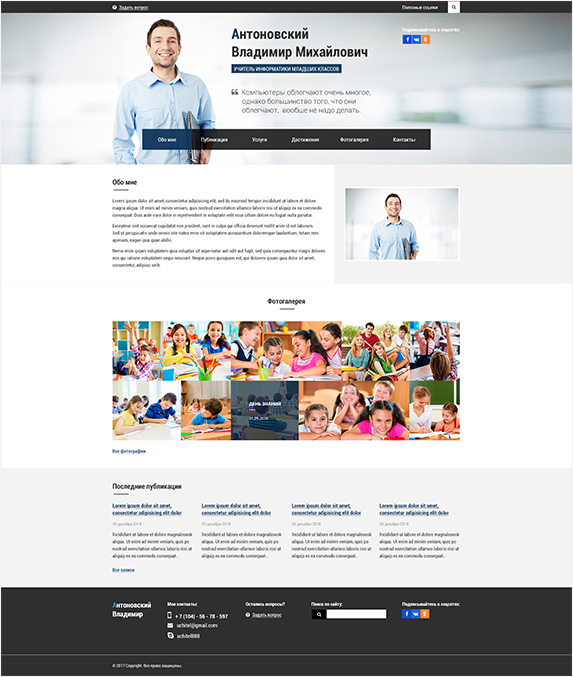 Задать вопрос
Полезные ссылки
Антоновский
Владимир Михайлович
УЧИТЕЛЬ ИНФОРМАТИКИ МЛАДШИХ КЛАССОВ
Подписывайтесь в соцсетях:
“ Компьютеры облегчают очень многое,
однако большинство того, что они
облегчают, вообще не надо делать.
Обо мне Публикации Услуги Достижения Фотогалерея Контакты
Обо мне
Lorem ipsum dolor sit amet, consectetur adipisicing elit, sed do eiusmod tempor incididunt ut labore et dolore
magna aliqua. Ut enim ad minim veniam, quis nostrud exercitation ullamco laboris nisi ut aliquip ex ea commodo
consequat. Duis aute irure dolor in reprehenderit in voluptate velit esse cillum dolore eu fugiat nulla pariatur.
Excepteur sint occaecat cupidatat non proident, sunt in culpa qui officia deserunt mollit anim id est laborum.
Sed ut perspiciatis unde omnis iste natus error sit voluptatem accusantium doloremque laudantium, totam rem
aperiam, eaque ipsa quae abillo.
Nemo enim ipsam voluptatem quia voluptas sit aspernatur aut odit aut fugit, sed quia consequuntur magni dolores
eos qui ratione voluptatem sequi nesciunt. Neque porro quisquam est, qui dolorem ipsum quia dolor sit amet,
consectetur, adipisci velit.
Фотогалерея
ДЕНЬ ЗНАНИЙ
01.09.2018
Все фотографии
Последние публикации
Lorem ipsum dolor sit amet,
consectetur adipisicing elit dolor
20 декабря 2018
Incididunt ut labore et dolore magnaloseok
aliqua. Ut enim ad minim veniam, quis po
nostrud exercitation ullamco laboris nisi ut
aliquip ex ea commodo consequat.
Lorem ipsum dolor sit amet,
consectetur adipisicing elit dolor
20 декабря 2018
Incididunt ut labore et dolore magnaloseok
aliqua. Ut enim ad minim veniam, quis po
nostrud exercitation ullamco laboris nisi ut
aliquip ex ea commodo consequat.
Lorem ipsum dolor sit amet,
consectetur adipisicing elit dolor
20 декабря 2018
Incididunt ut labore et dolore magnaloseok
aliqua. Ut enim ad minim veniam, quis po
nostrud exercitation ullamco laboris nisi ut
aliquip ex ea commodo consequat.
Lorem ipsum dolor sit amet,
consectetur adipisicing elit dolor
20 декабря 2018
Incididunt ut labore et dolore magnaloseok
aliqua. Ut enim ad minim veniam, quis po
nostrud exercitation ullamco laboris nisi ut
aliquip ex ea commodo consequat.
Все записи
Антоновский
Владимир
Мои контакты:
+ 7 (104) - 56 - 78 - 597
uchitel@gmail.com
uchitel888
Остались вопросы?
Задать вопрос
Поиск по сайту:
Подписывайтесь в соцсетях:
© 2017 Copyright. Все права защищены.